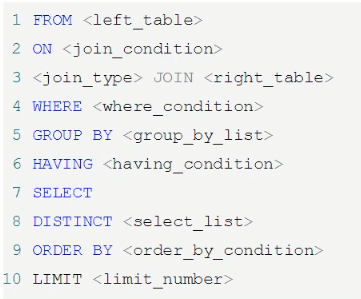 1 FROM <left_table>
2 ON <join_condition>
3 <join_type> JOIN <right_table>
4 WHERE <where_condition>
5 GROUP BY <group_by_list>
6 HAVING <having_condition>
7 SELECT
8 DISTINCT <select_list>
9 ORDER BY <order_by_condition>
10 LIMIT <limit_number>